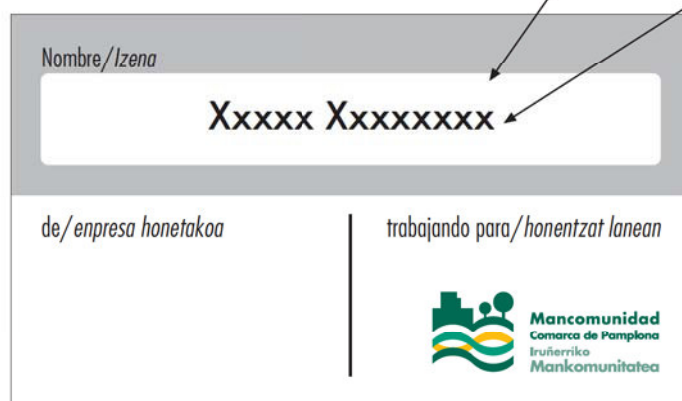 Nombre/Izena
Xxxxx Xxxxxxxx
de/enpresa honetakoa
trabajando para/honentzat lanean
Mancomunidad
Comarca de Pamplona
Iruñerriko
Mankomunitatea